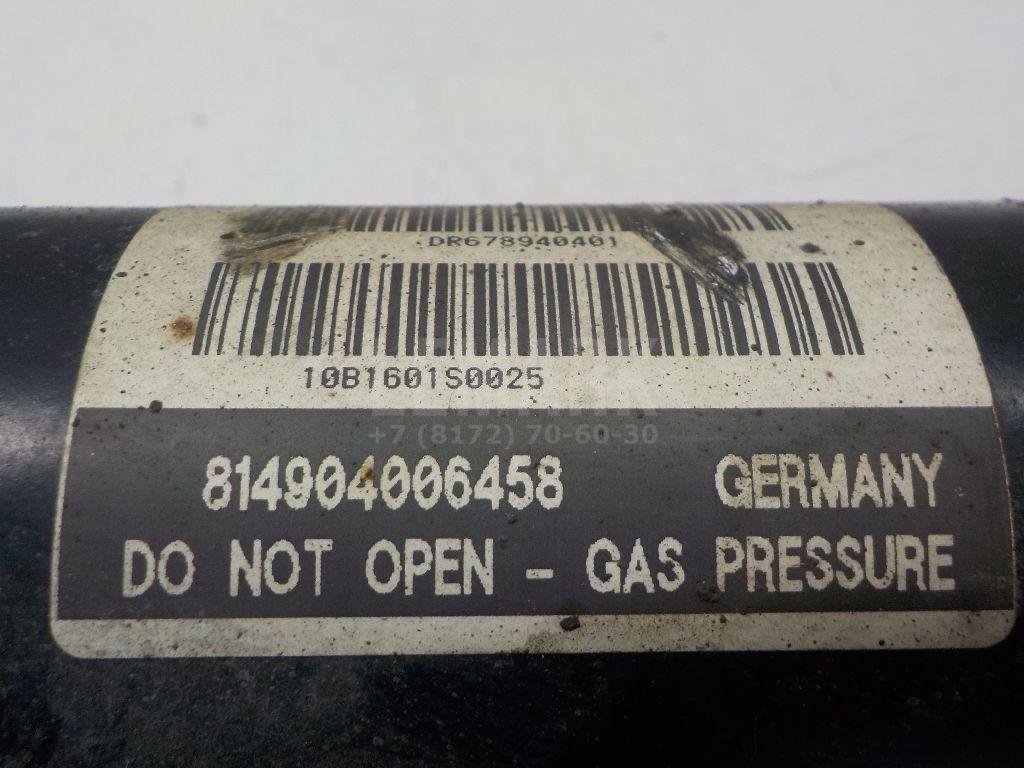 DR678940401
10B1601S0025
+7 (8172) 70-60-30
814904006458 GERMANY
DO NOT OPEN - GAS PRESSURE